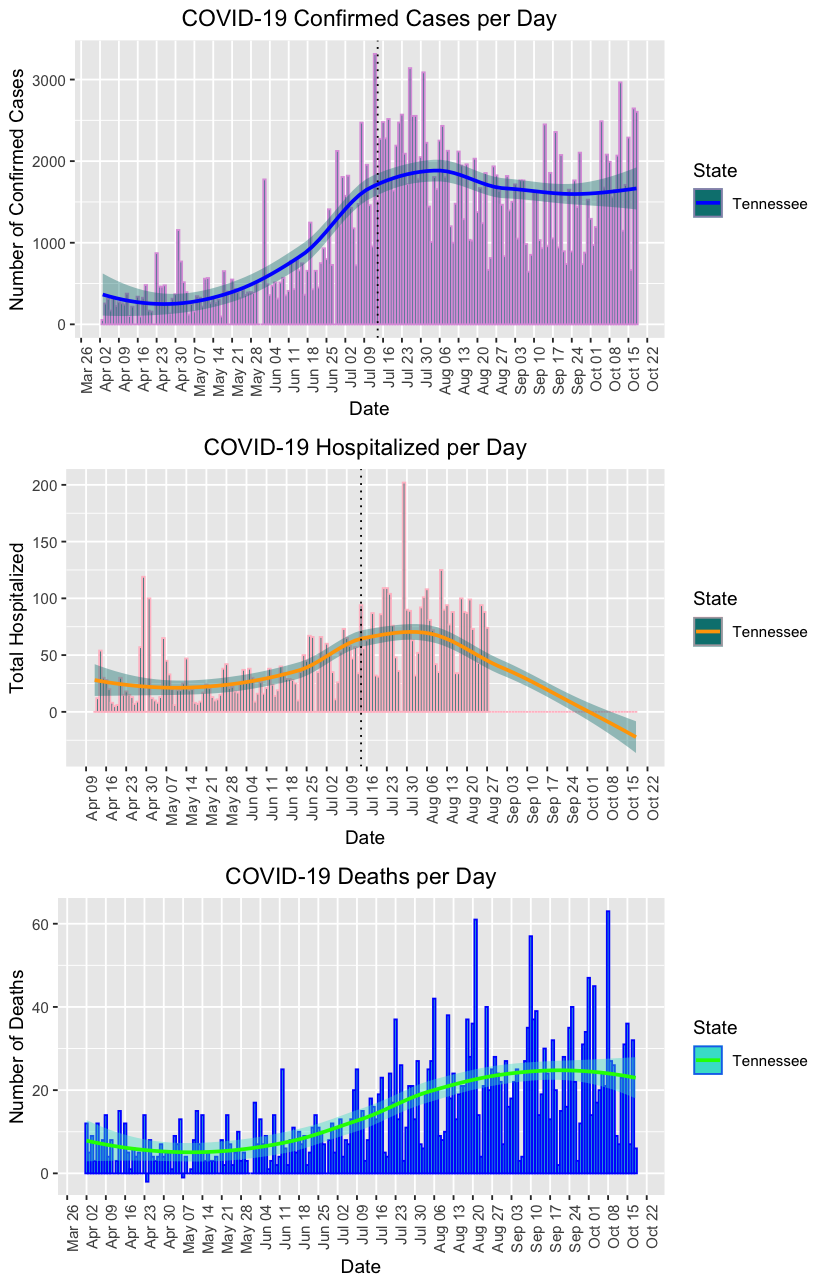 COVID-19 Confirmed Cases per Day
Number of Confirmed Cases
3000
2000
1000
0
Mar 26
Apr 02
Apr 09
Apr 16
Apr 23
Apr 30
May 07
May 14
May 21
May 28
Jun 04
Jun 11
Jun 18
Jun 25
Jul 02
Jul 09
Jul 16
Jul 23
Jul 30
Aug 06
Aug 13
Aug 20
Aug 27
Sep 03
Sep 10
Sep 17
Sep 24
Oct 01
Oct 08
Oct 15
Oct 22
Date
State
Tennessee
COVID-19 Hospitalized per Day
Total Hospitalized
200
150
100
50
0
Apr 09
Apr 16
Apr 23
Apr 30
May 07
May 14
May 21
May 28
Jun 04
Jun 11
Jun 18
Jun 25
Jul 02
Jul 09
Jul 16
Jul 23
Jul 30
Aug 06
Aug 13
Aug 20
Aug 27
Sep 03
Sep 10
Sep 17
Sep 24
Oct 01
Oct 08
Oct 15
Oct 22
Date
State
Tennessee
COVID-19 Deaths per Day
Number of Deaths
60
40
20
0
Mar 26
Apr 02
Apr 09
Apr 16
Apr 23
Apr 30
May 07
May 14
May 21
May 28
Jun 04
Jun 11
Jun 18
Jun 25
Jul 02
Jul 09
Jul 16
Jul 23
Jul 30
Aug 06
Aug 13
Aug 20
Aug 27
Sep 03
Sep 10
Sep 17
Sep 24
Oct 01
Oct 08
Oct 15
Oct 22
Date
State
Tennessee